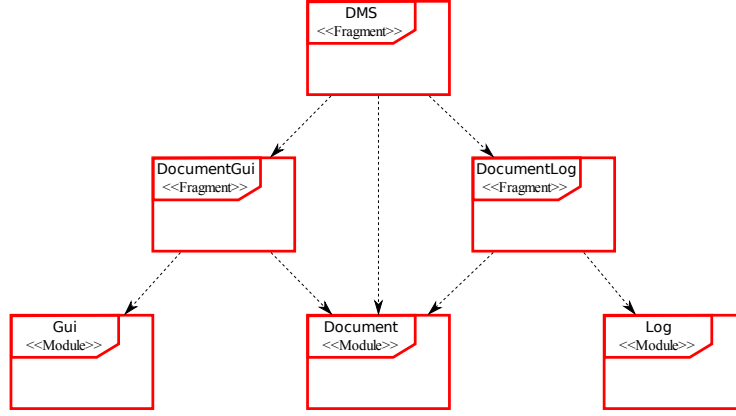 DMS
<<Fragment>>
DocumentGui
<<Fragment>>
DocumentLog
<<Fragment>>
Gui
<<Module>>
Document
<<Module>>
Log
<<Module>>